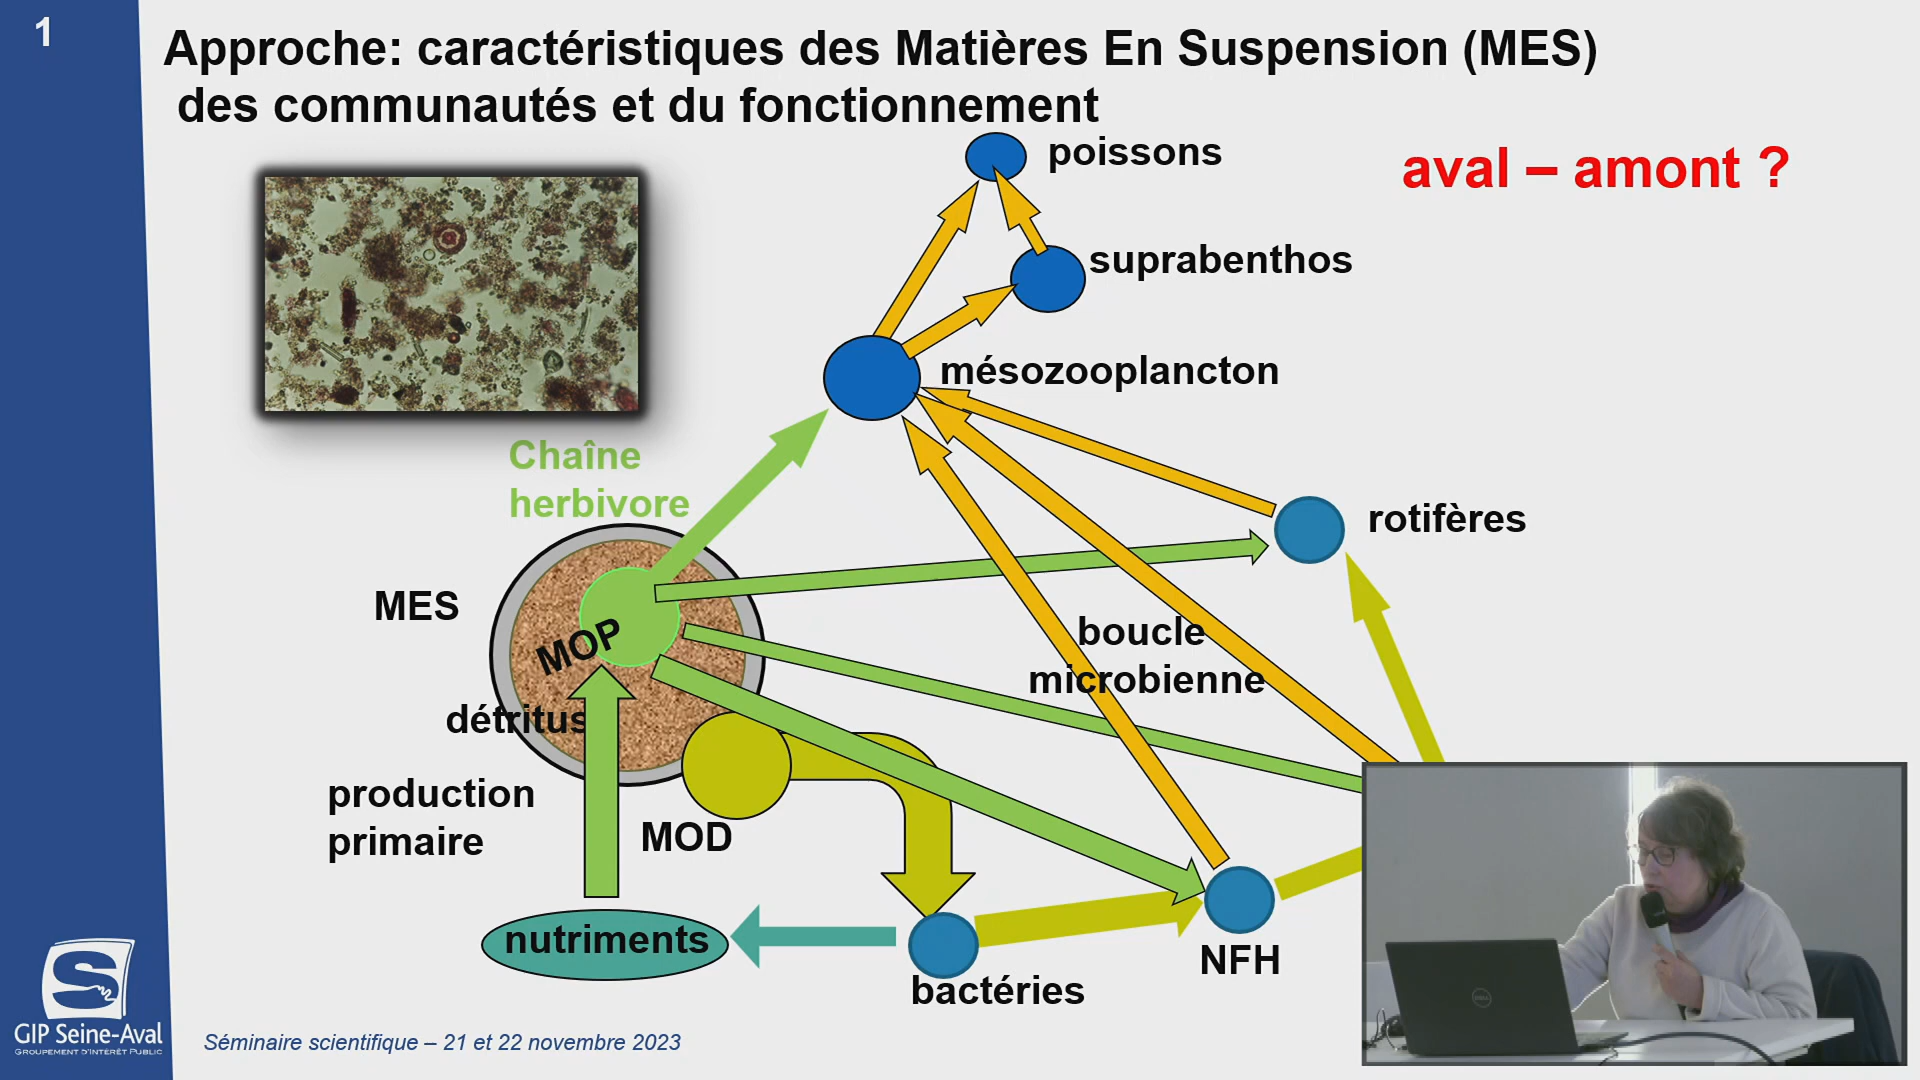 1
Approche: caractéristiques des Matières En Suspension (MES)
des communautés et du fonctionnement
poissons
aval – amont ?
suprabenthos
mésozooplancton
Chaîne
herbivore
rotifères
MES
MOP
boucle
microbienne
détritus
production
primaire
MOD
nutriments
NFH
bactéries
GIP Seine-Aval
GROUPEMENT D'INTÉRÊT PUBLIC
Séminaire scientifique – 21 et 22 novembre 2023
DELL